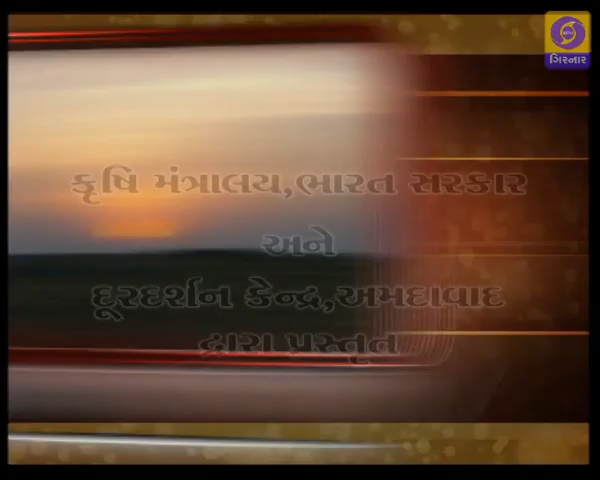 ગિરનાર
કૃષિ મંત્રાલય,ભારત સરકાર
અને
દૂરદર્શન કેન્દ્ર,અમદાવાદ
દ્વારા પ્રસ્તૃત